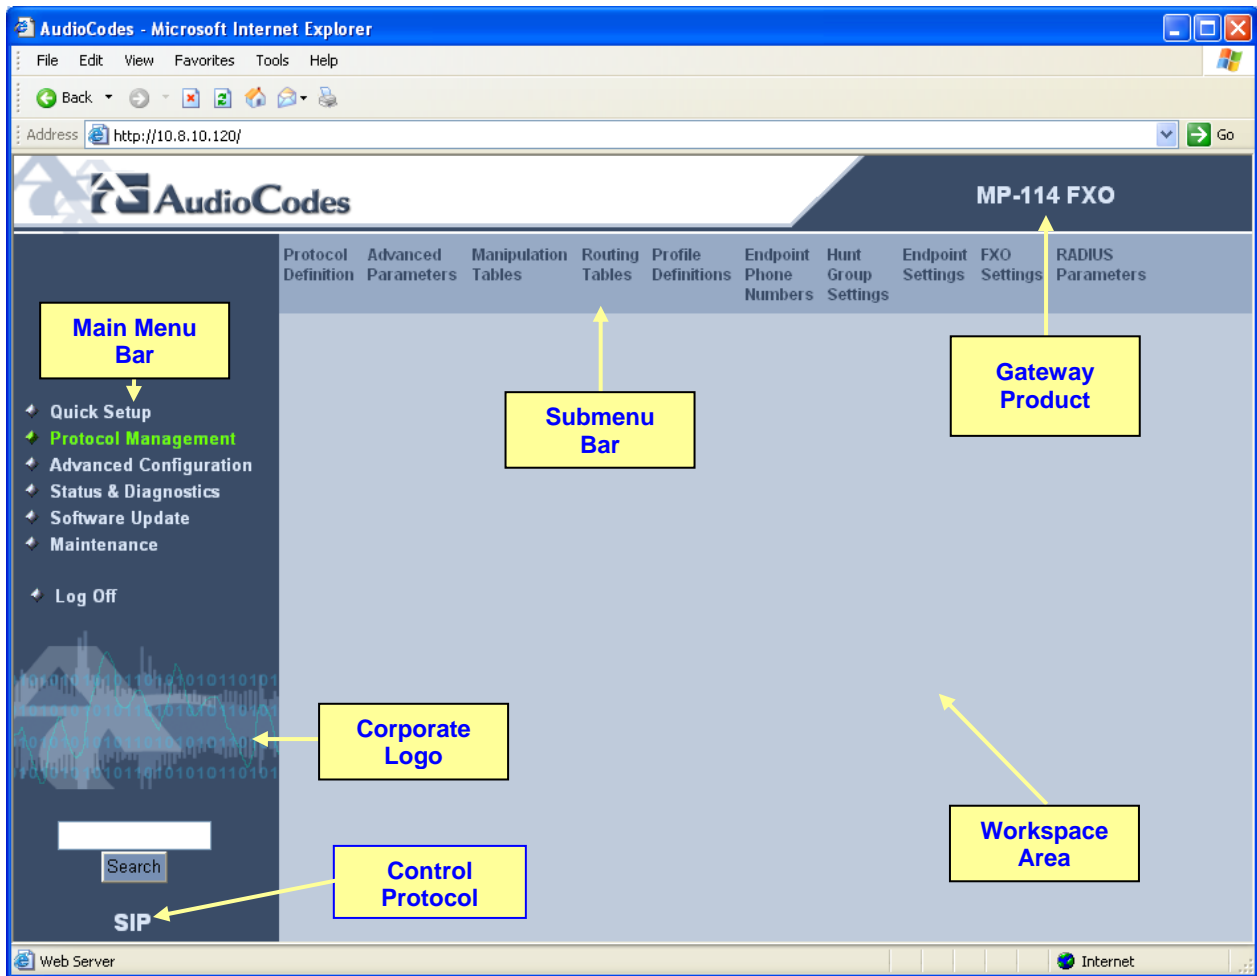 AudioCodes - Microsoft Internet Explorer
File Edit View Favorites Tools Help
Back
Address http://10.8.10.120/ Go
AudioCodes
MP-114 FXO
Protocol Definition
Advanced Parameters
Manipulation Tables
Routing Tables
Profile Definitions
Endpoint Phone Numbers
Hunt Group Settings
Endpoint Settings
FXO Settings
RADIUS Parameters
Main Menu
Bar
Submenu
Bar
Gateway
Product
Quick Setup
Protocol Management
Advanced Configuration
Status & Diagnostics
Software Update
Maintenance
Log Off
Corporate
Logo
Workspace
Area
Search
Control
Protocol
SIP
Web Server
Internet